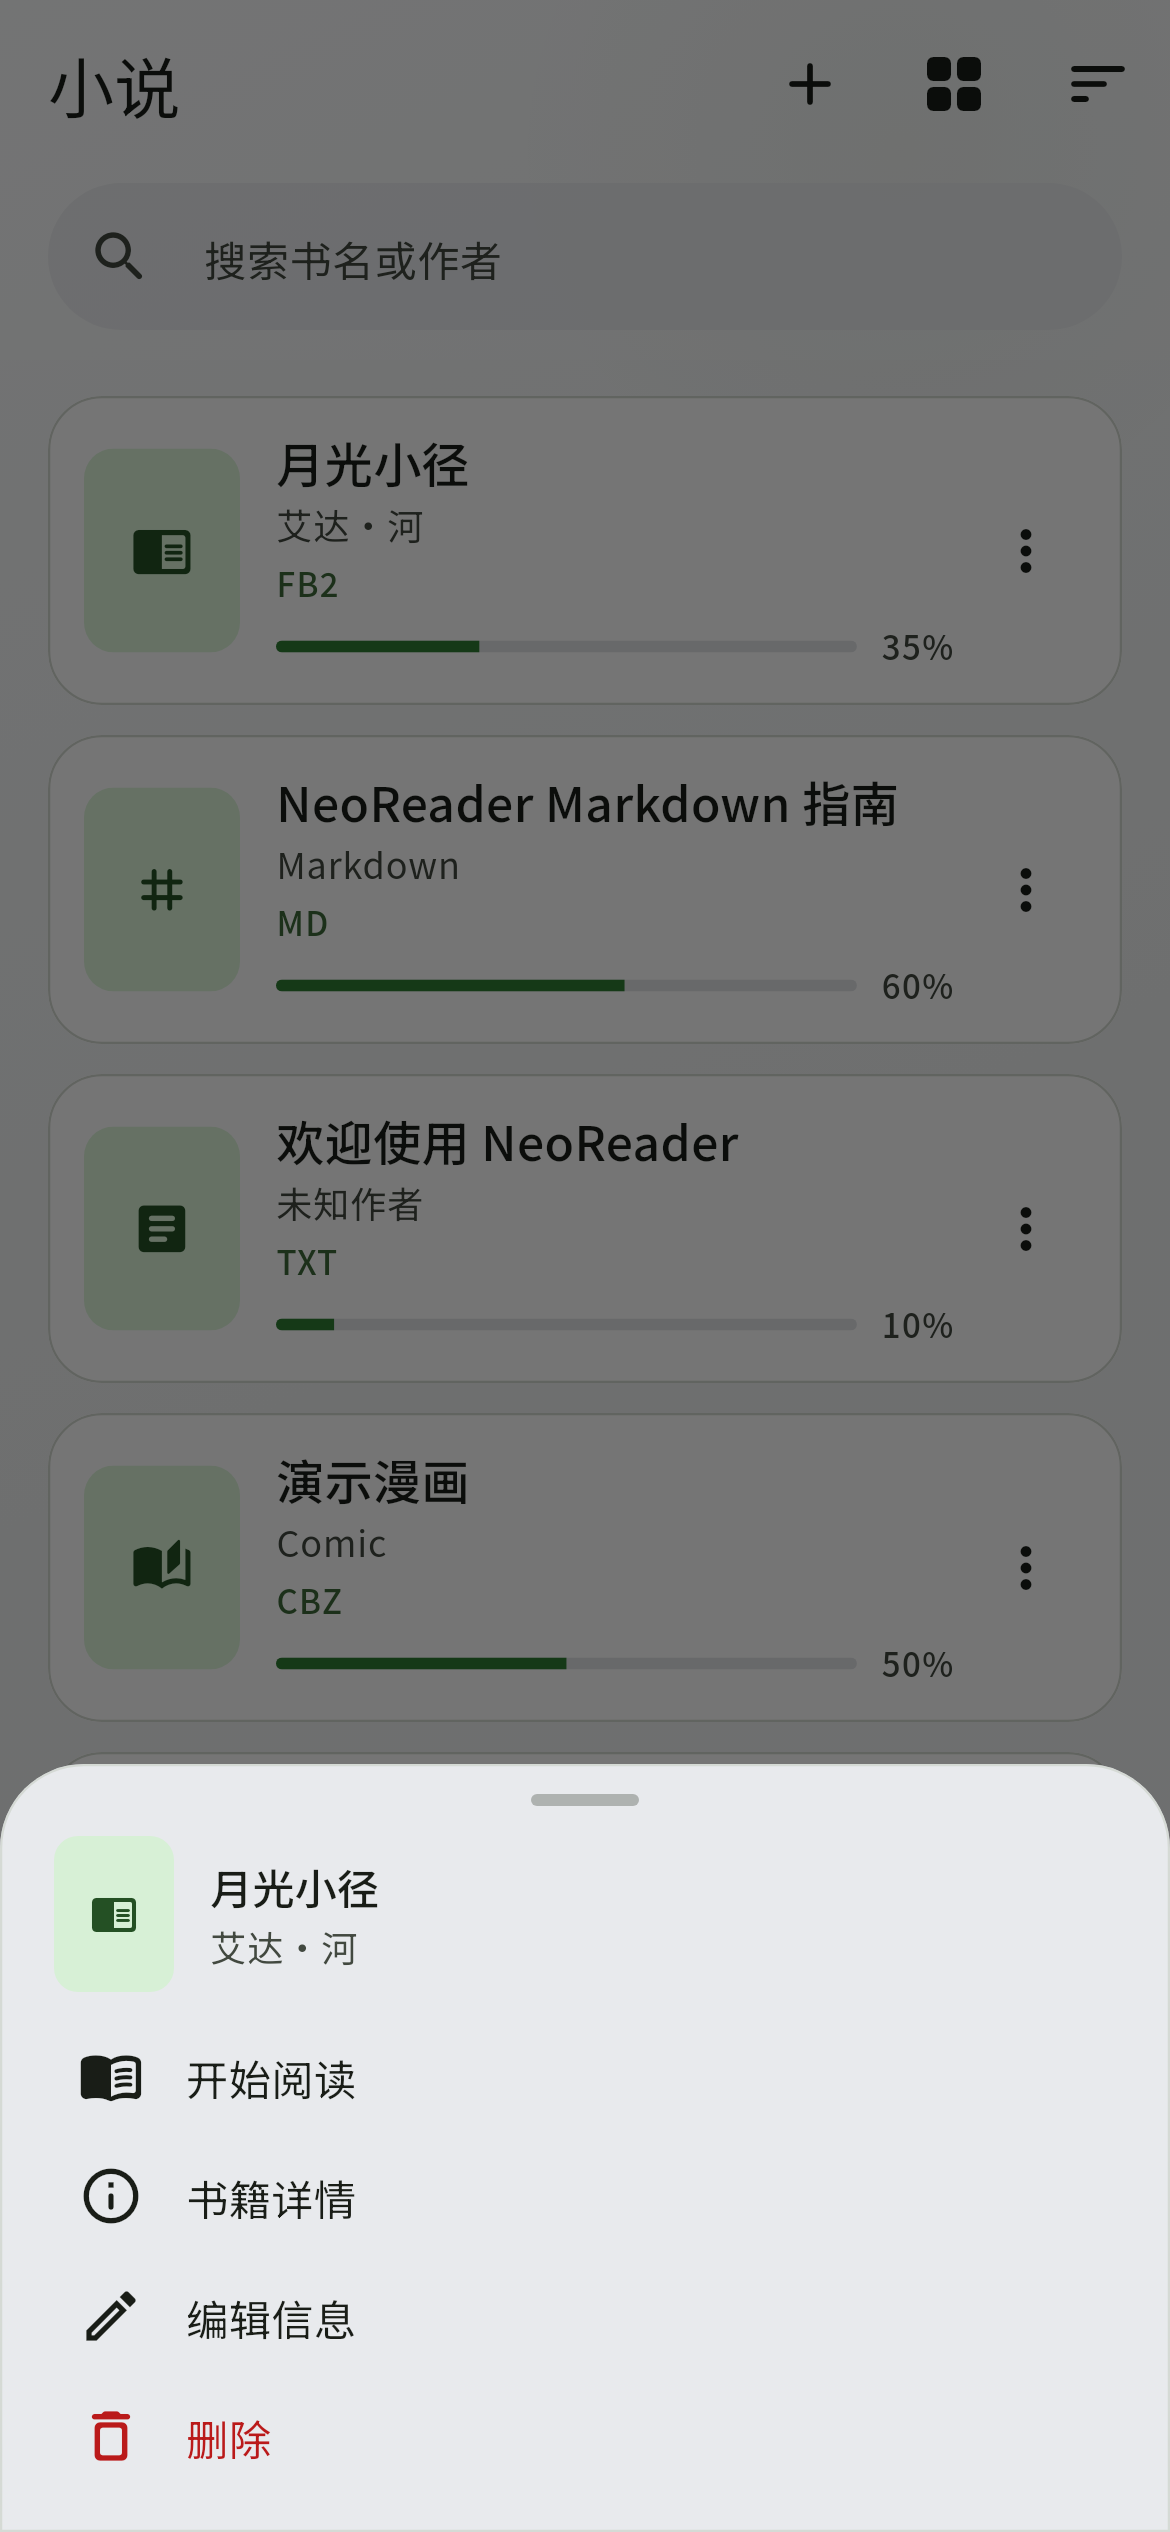 小说
搜索书名或作者
月光小径
艾达・河
FB2
35%
NeoReader Markdown 指南
Markdown
MD
60%
欢迎使用 NeoReader
未知作者
TXT
10%
演示漫画
Comic
CBZ
50%
月光小径
艾达・河
开始阅读
书籍详情
编辑信息
删除